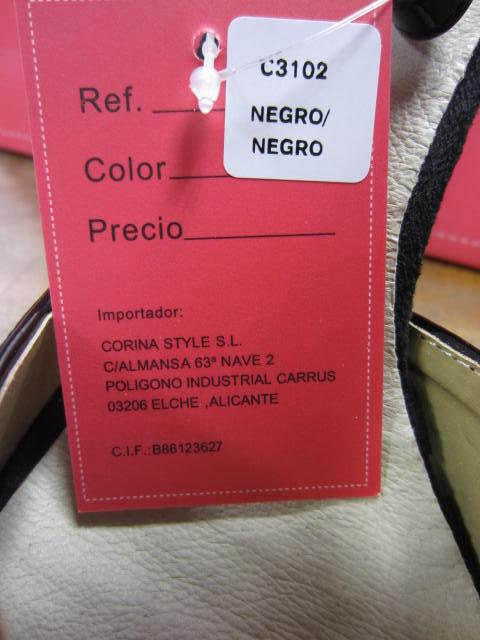 C3102
Ref.
NEGRO/
NEGRO
Color
Precio
Importador:
CORINA STYLE S.L.
C/ALMANSA 63ª NAVE 2
POLIGONO INDUSTRIAL CARRUS
03206 ELCHE ,ALICANTE
C.I.F.:B86123627